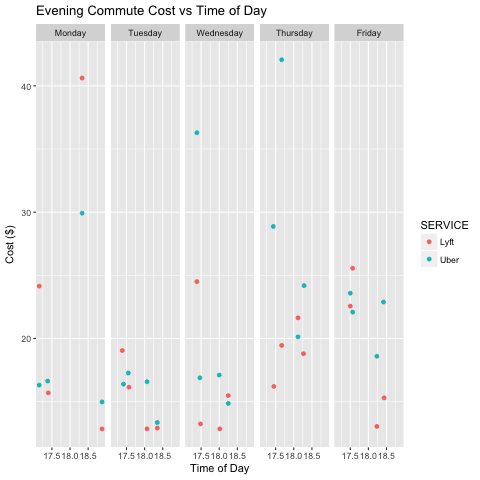 Evening Commute Cost vs Time of Day
Monday Tuesday Wednesday Thursday Friday
Cost ($)
40
30
20
17.518.018.5 17.518.018.5 17.518.018.5 17.518.018.5 17.518.018.5
Time of Day
SERVICE
Lyft
Uber